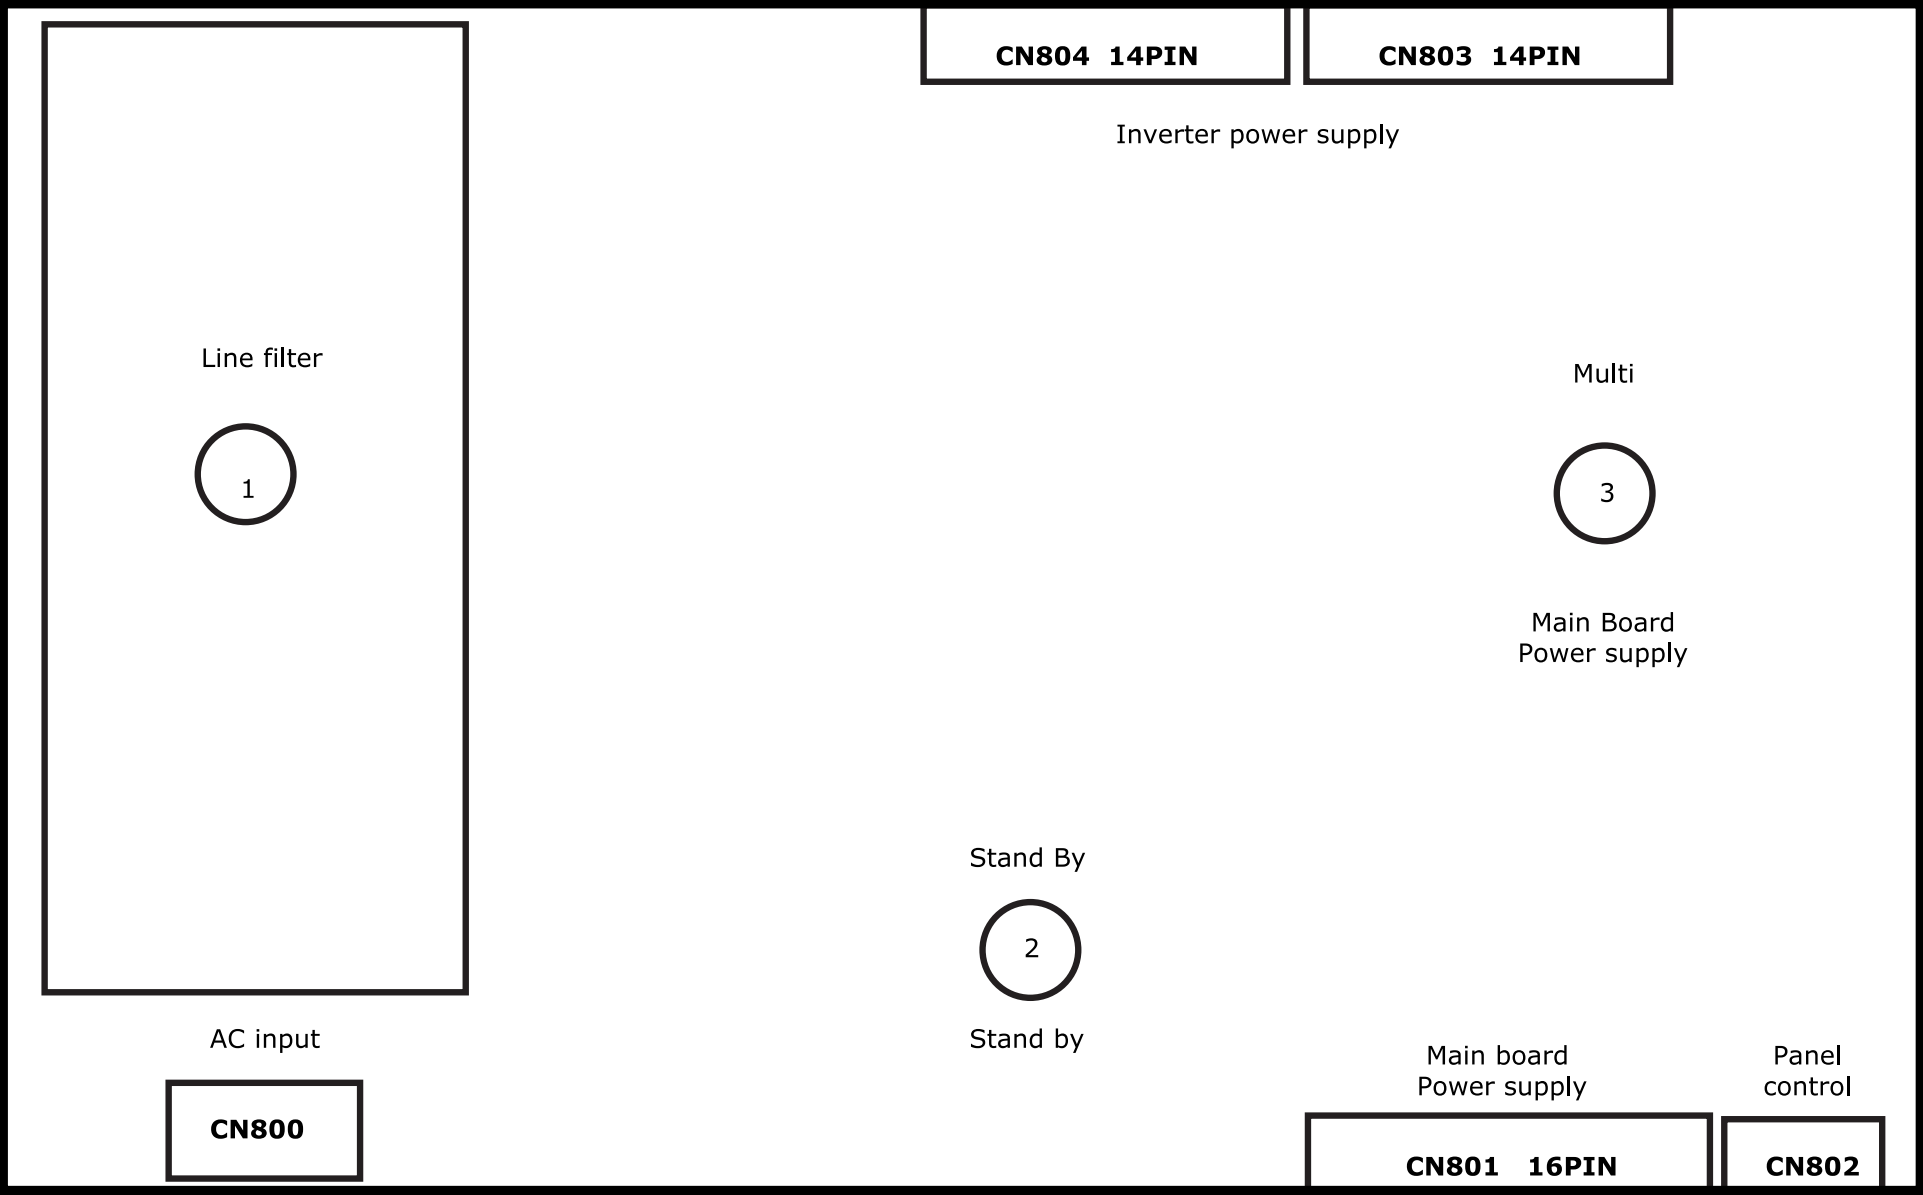 CN804  14PIN
CN803  14PIN
Inverter power supply
Line filter
1
Multi
3
Main Board
Power supply
Stand By
2
Stand by
AC input
CN800
Main board
Power supply
CN801   16PIN
Panel
control
CN802